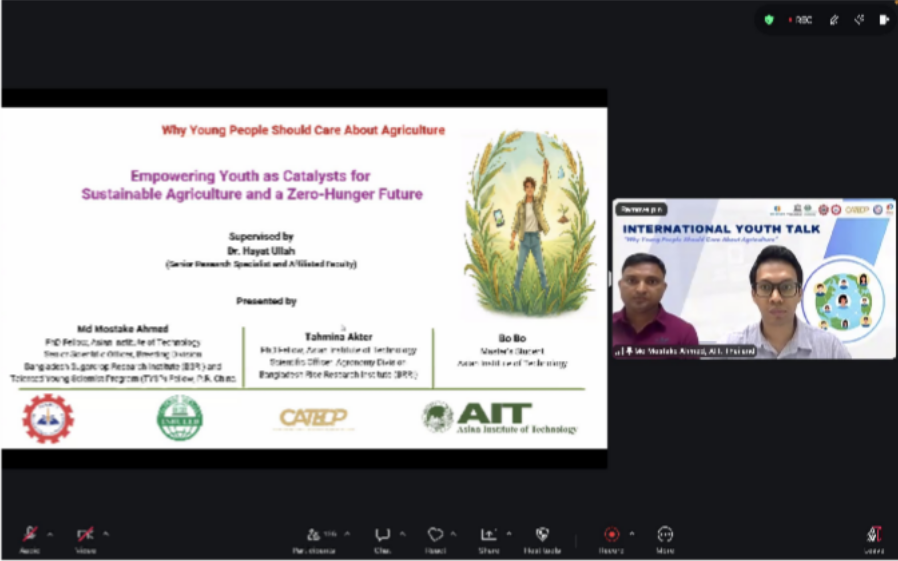 REC
Why Young People Should Care About Agriculture
Empowering Youth as Catalysts for
Sustainable Agriculture and a Zero-Hunger Future
Supervised by
Dr. Hayat Ullah
(Senior Research Specialist and Affiliated Faculty)
Presented by
Md Mostake Ahmed
PhD Fellow, Asian Institute of Technology
Senior Scientific Officer, Breeding Division
Bangladesh Sugarcrop Research Institute (BSRI) and
Talented Young Scientist Program (TYSP) Fellow, P.R. China
Tahmina Akter
PhD Fellow, Asian Institute of Technology
Scientific Officer, Agronomy Division
Bangladesh Rice Research Institute (BRRI)
Bo Bo
Master's Student
Asian Institute of Technology
AIT
Asian Institute of Technology
Remove pin
INTERNATIONAL YOUTH TALK
"Why Young People Should Care About Agriculture"
Md Mostake Ahmed, AIT, Thailand
Audio
Video
Participants
Chat
React
Share
Host tools
Record
More
Leave